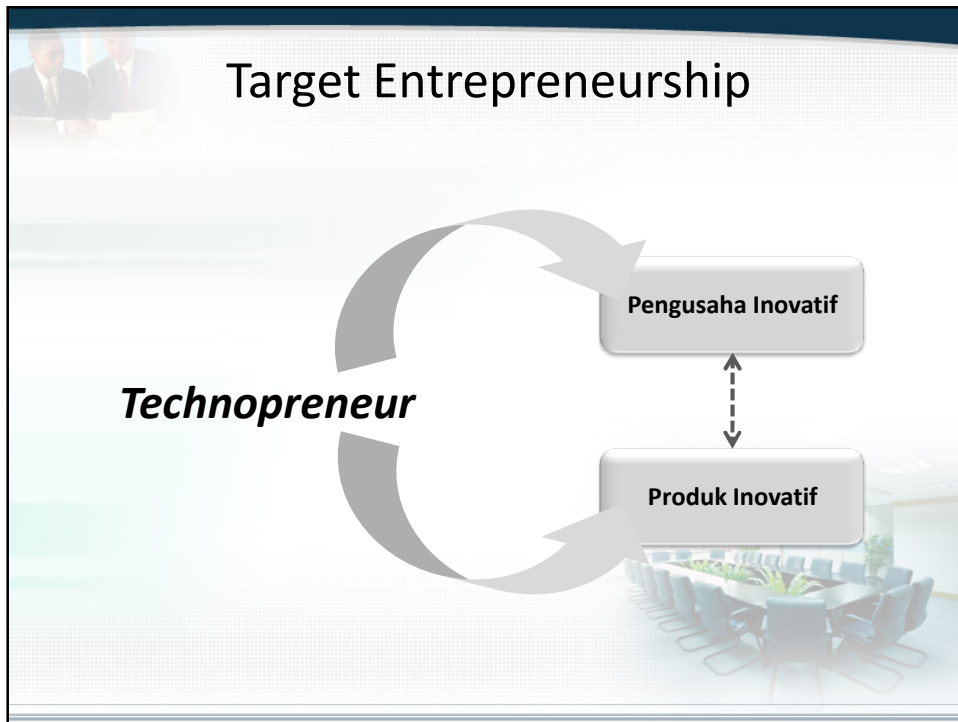 Target Entrepreneurship
Pengusaha Inovatif
Technopreneur
Produk Inovatif